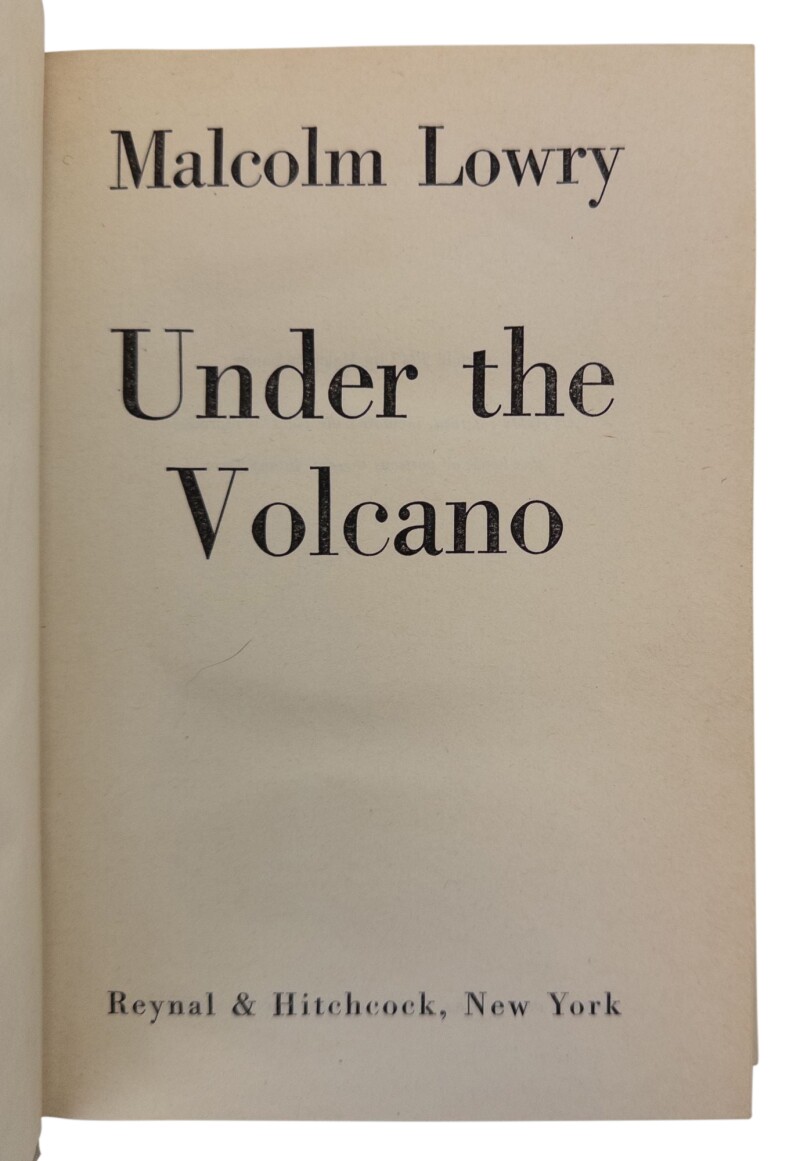 Malcolm Lowry
Under the
Volcano
Reynal & Hitchcock, New York